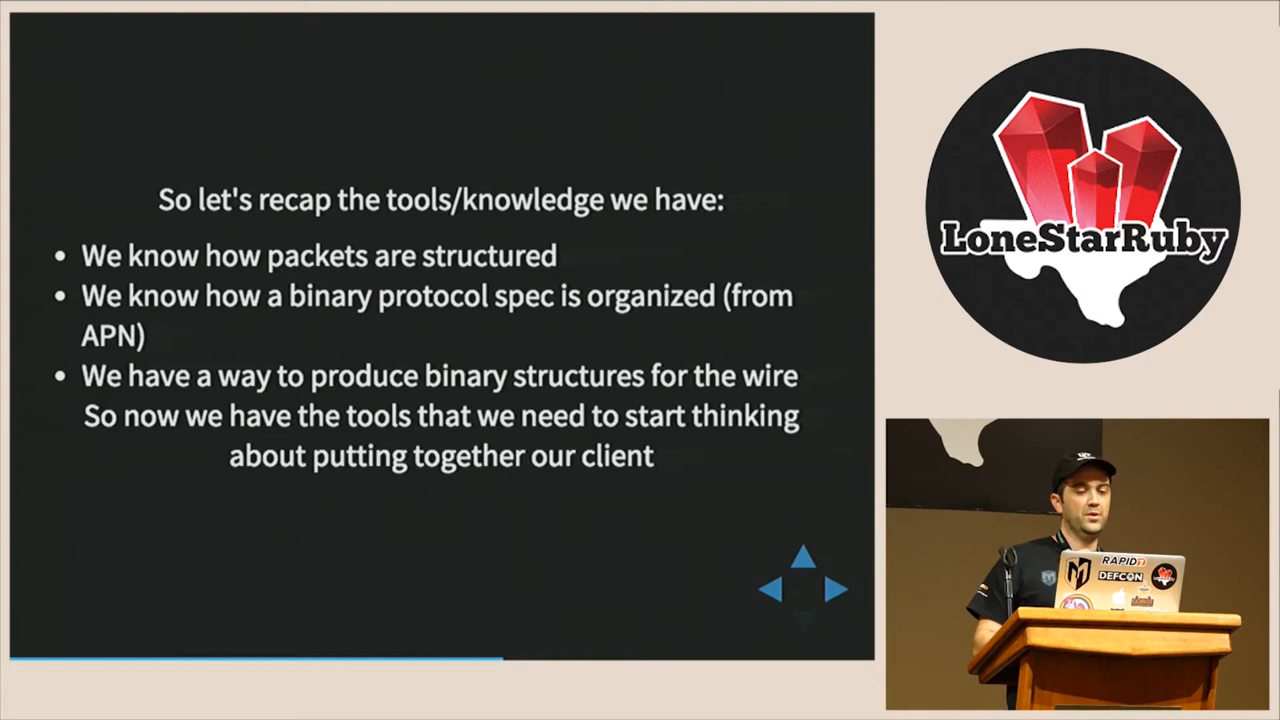 So let's recap the tools/knowledge we have:
• We know how packets are structured
• We know how a binary protocol spec is organized (from
APN)
• We have a way to produce binary structures for the wire
So now we have the tools that we need to start thinking
about putting together our client
LoneStarRuby
RAPID7
DEFCON